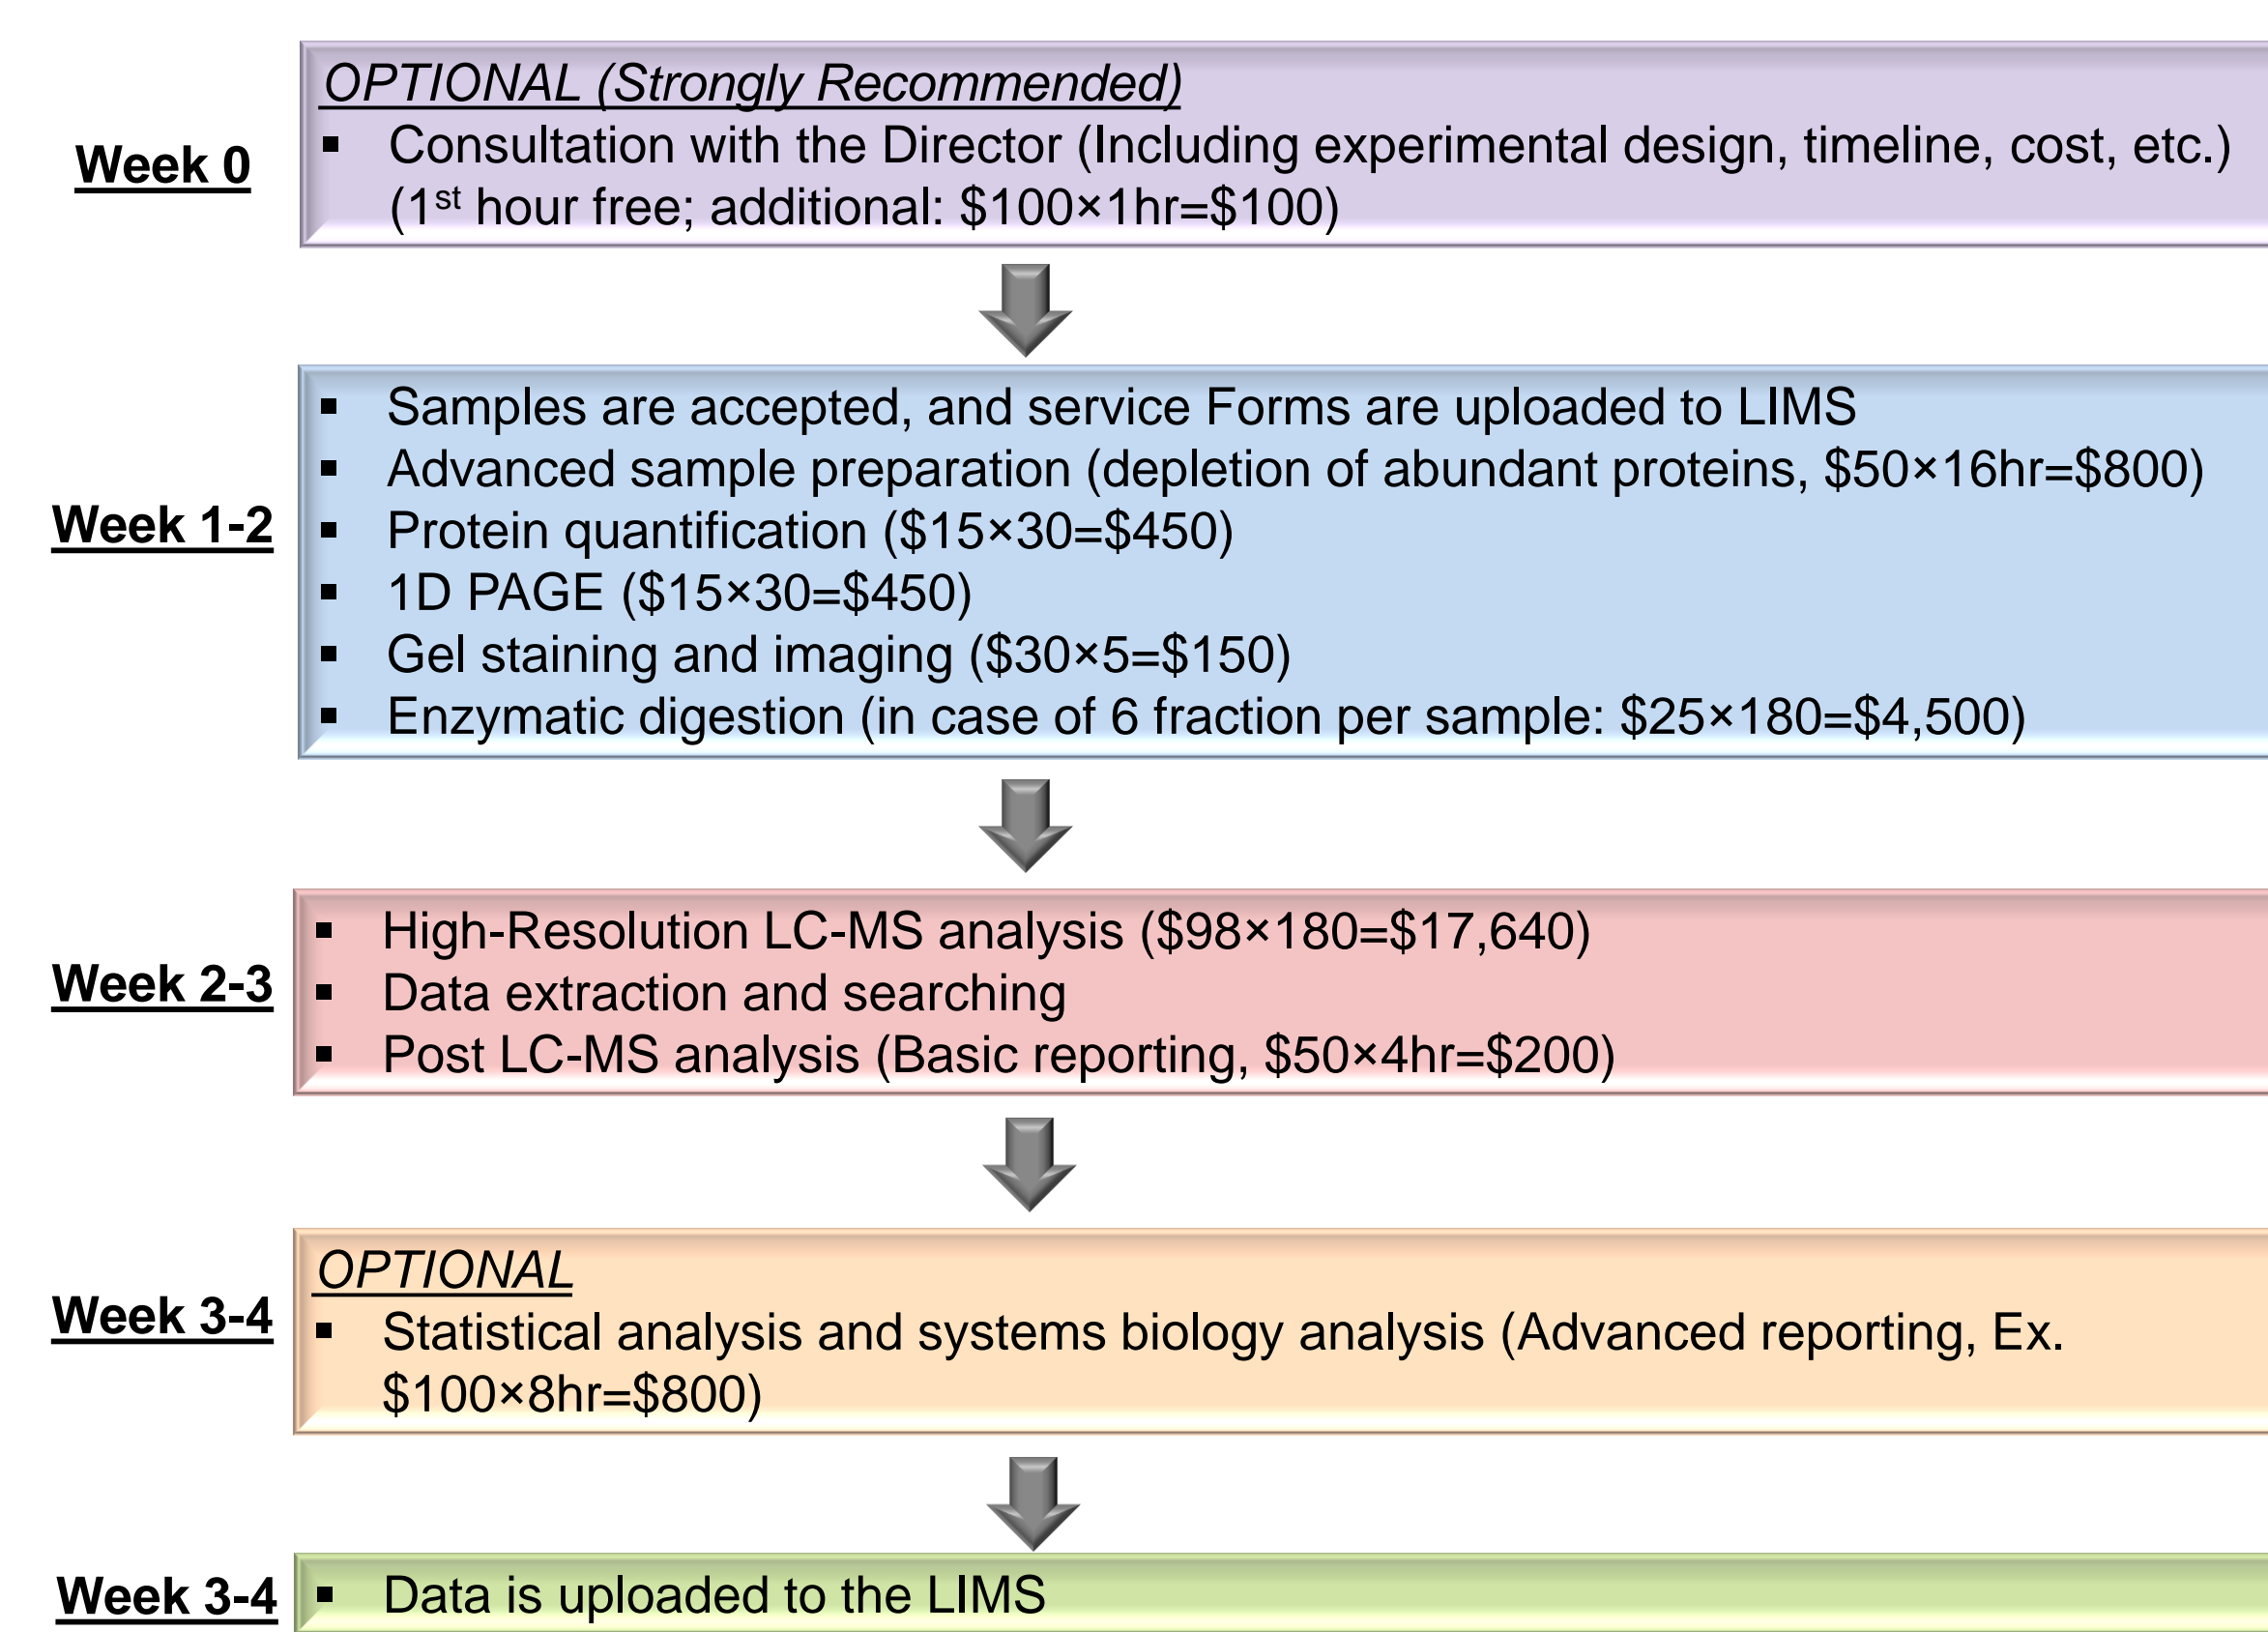 OPTIONAL (Strongly Recommended)
Week 0
▪ Consultation with the Director (Including experimental design, timeline, cost, etc.)
(1st hour free; additional: $100×1hr=$100)
▪ Samples are accepted, and service Forms are uploaded to LIMS
▪ Advanced sample preparation (depletion of abundant proteins, $50×16hr=$800)
Week 1-2
▪ Protein quantification ($15×30=$450)
▪ 1D PAGE ($15×30=$450)
▪ Gel staining and imaging ($30×5=$150)
▪ Enzymatic digestion (in case of 6 fraction per sample: $25×180=$4,500)
▪ High-Resolution LC-MS analysis ($98×180=$17,640)
Week 2-3
▪ Data extraction and searching
▪ Post LC-MS analysis (Basic reporting, $50×4hr=$200)
OPTIONAL
Week 3-4
▪ Statistical analysis and systems biology analysis (Advanced reporting, Ex.
$100×8hr=$800)
Week 3-4
▪ Data is uploaded to the LIMS